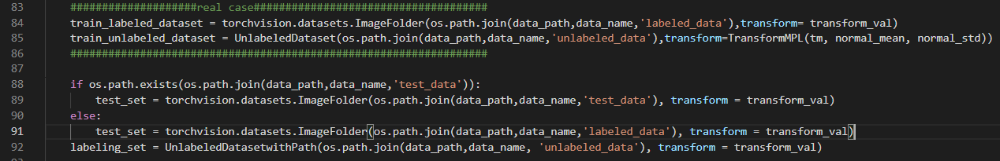 83 ####################real case#####################################
84 train_labeled_dataset = torchvision.datasets.ImageFolder(os.path.join(data_path,data_name,'labeled_data'),transform= transform_val)
85 train_unlabeled_dataset = UnlabeledDataset(os.path.join(data_path,data_name,'unlabeled_data'),transform=TransformMPL(tm, normal_mean, normal_std))
86 ##################################################################
87
88 if os.path.exists(os.path.join(data_path,data_name,'test_data')):
89 test_set = torchvision.datasets.ImageFolder(os.path.join(data_path,data_name,'test_data'), transform = transform_val)
90 else:
91 test_set = torchvision.datasets.ImageFolder(os.path.join(data_path,data_name,'labeled_data'), transform = transform_val)
92 labeling_set = UnlabeledDatasetwithPath(os.path.join(data_path,data_name, 'unlabeled_data'), transform = transform_val)